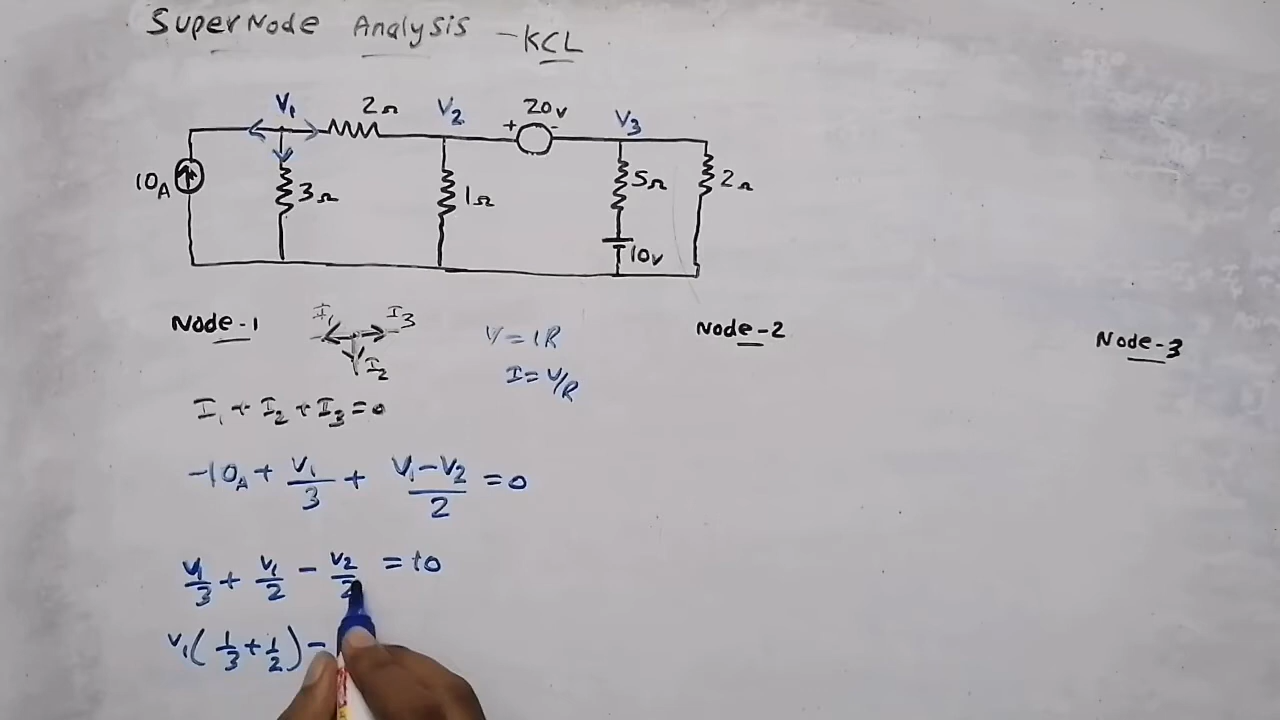 SuperNode Analysis - KCL
V₁ 2Ω V₂ 20V V₃
+ -
10A 3Ω 1Ω 5Ω 2Ω
10V
Node-1 I₁ I₃ V=IR Node-2 Node-3
I₂ I=V/R
I₁ + I₂ + I₃ = 0
-10A + V₁/3 + (V₁-V₂)/2 = 0
V₁/3 + V₁/2 - V₂/2 = 10
V₁(1/3 + 1/2) -